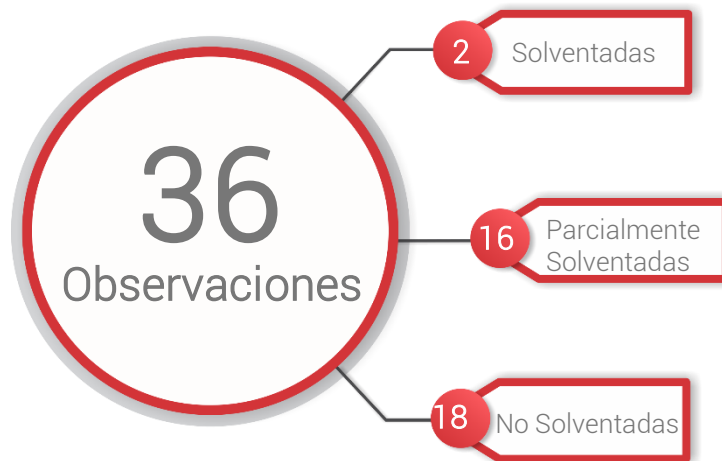 36
Observaciones
2
Solventadas
16
Parcialmente
Solventadas
18
No Solventadas